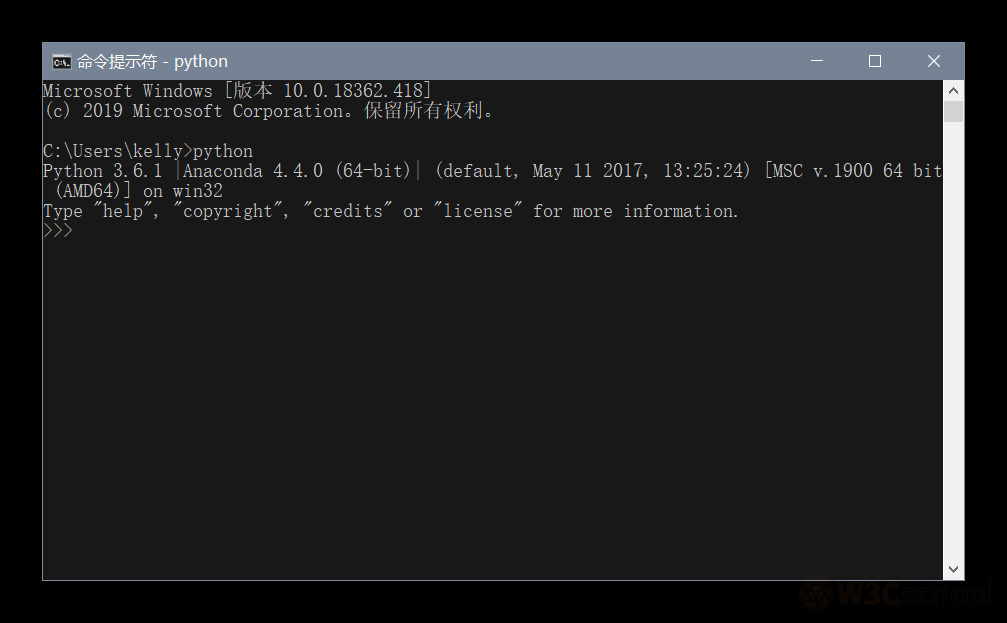 命令提示符 - python
Microsoft Windows [版本 10.0.18362.418]
(c) 2019 Microsoft Corporation。保留所有权利。
C:\Users\kelly>python
Python 3.6.1 |Anaconda 4.4.0 (64-bit)| (default, May 11 2017, 13:25:24) [MSC v.1900 64 bit
(AMD64)] on win32
Type "help", "copyright", "credits" or "license" for more information.
>>>
W3Cschool